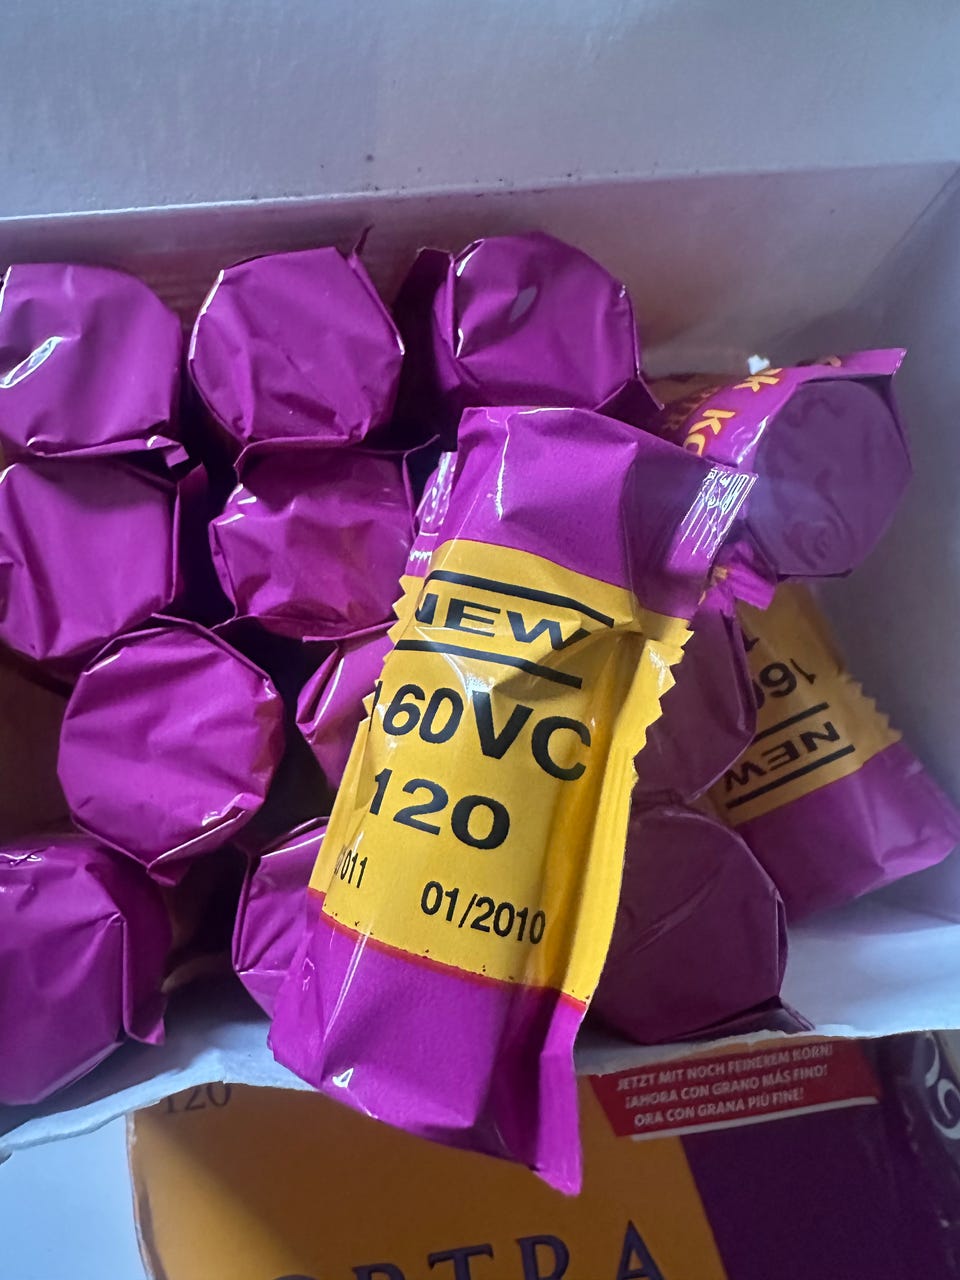 NEW
160VC
120
/011
01/2010
160
NEW
JETZT MIT NOCH FEINEREM KORN!
¡AHORA CON GRANO MÁS FINO!
ORA CON GRANA PIÙ FINE!
120